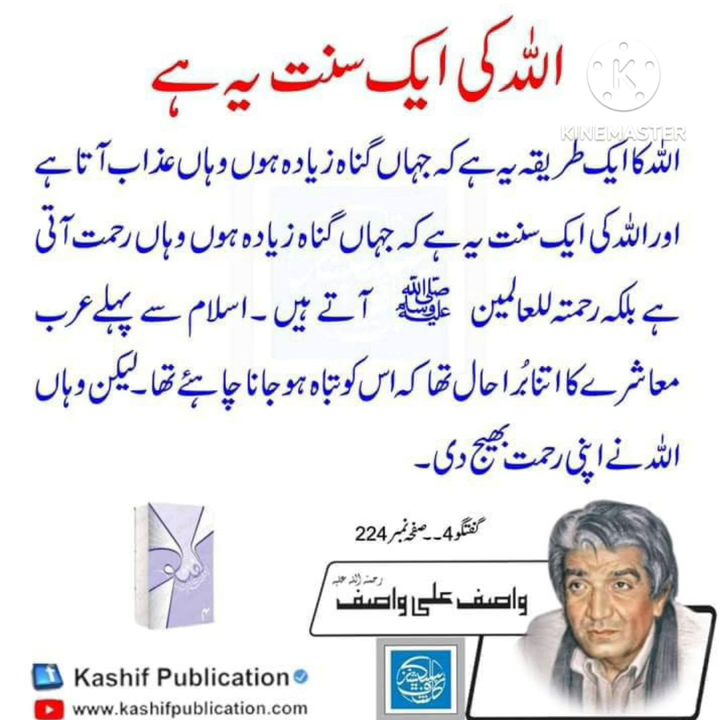 اللہ کی ایک سنت یہ ہے
KINEMASTER
اللہ کا ایک طریقہ یہ ہے کہ جہاں گناہ زیادہ ہوں وہاں عذاب آتا ہے
اور اللہ کی ایک سنت یہ ہے کہ جہاں گناہ زیادہ ہوں وہاں رحمت آتی
ہے بلکہ رحمتہ للعالمین ﷺ آتے ہیں۔ اسلام سے پہلے عرب
معاشرے کا اتنا بُرا حال تھا کہ اس کو تباہ ہو جانا چاہئے تھا۔ لیکن وہاں
اللہ نے اپنی رحمت بھیج دی۔
گفتگو 4۔۔صفحہ نمبر 224
رحمتہ اللہ علیہ
واصف علی واصف
Kashif Publication
www.kashifpublication.com